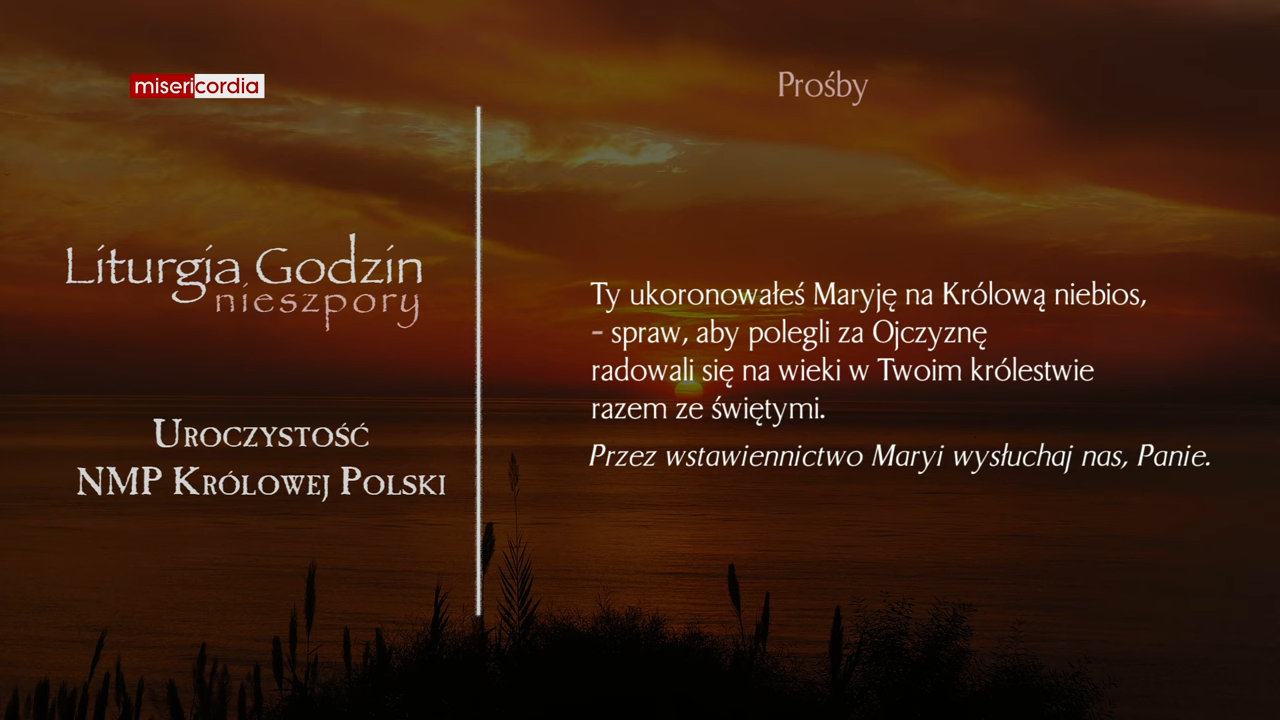 misericordia
Prośby
Liturgia Godzin
nieszpory
Uroczystość
NMP Królowej Polski
Ty ukoronowałeś Maryję na Królową niebios,
- spraw, aby polegli za Ojczyznę
radowali się na wieki w Twoim królestwie
razem ze świętymi.
Przez wstawiennictwo Maryi wysłuchaj nas, Panie.